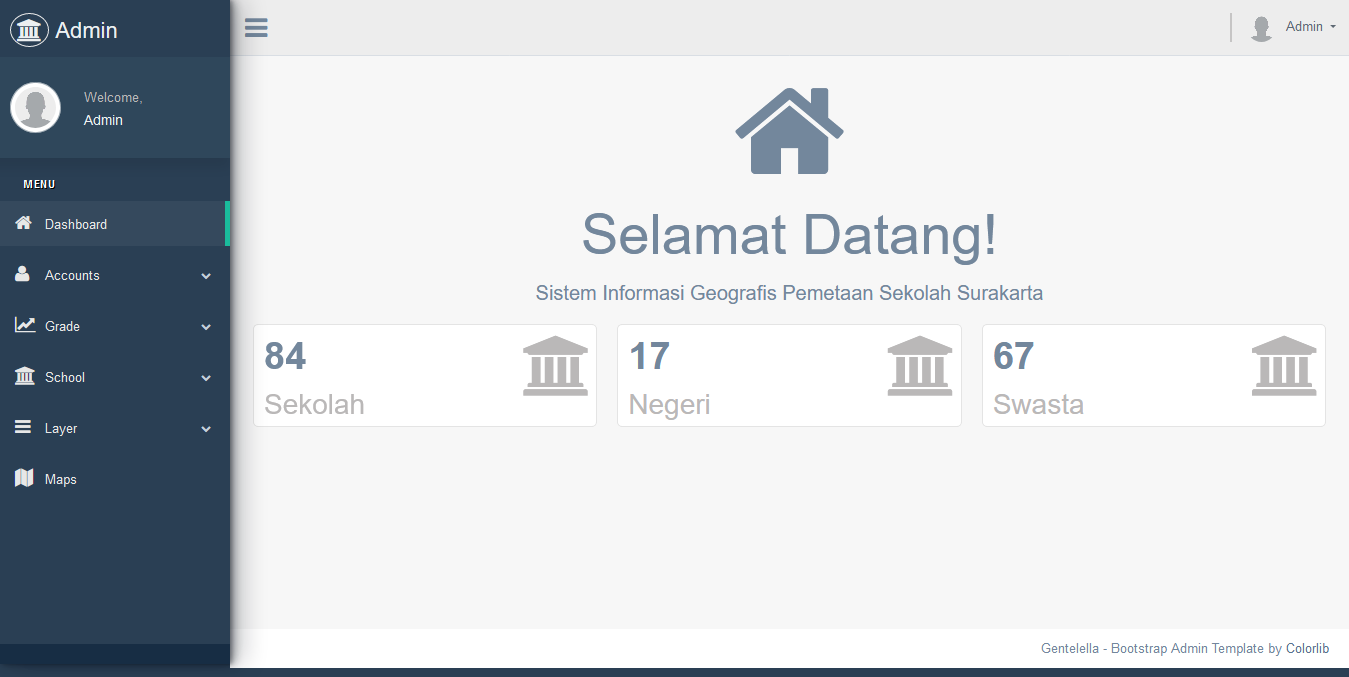 Admin
Admin
Welcome,
Admin
MENU
Dashboard
Accounts
Grade
School
Layer
Maps
Selamat Datang!
Sistem Informasi Geografis Pemetaan Sekolah Surakarta
84
Sekolah
17
Negeri
67
Swasta
Gentelella - Bootstrap Admin Template by Colorlib